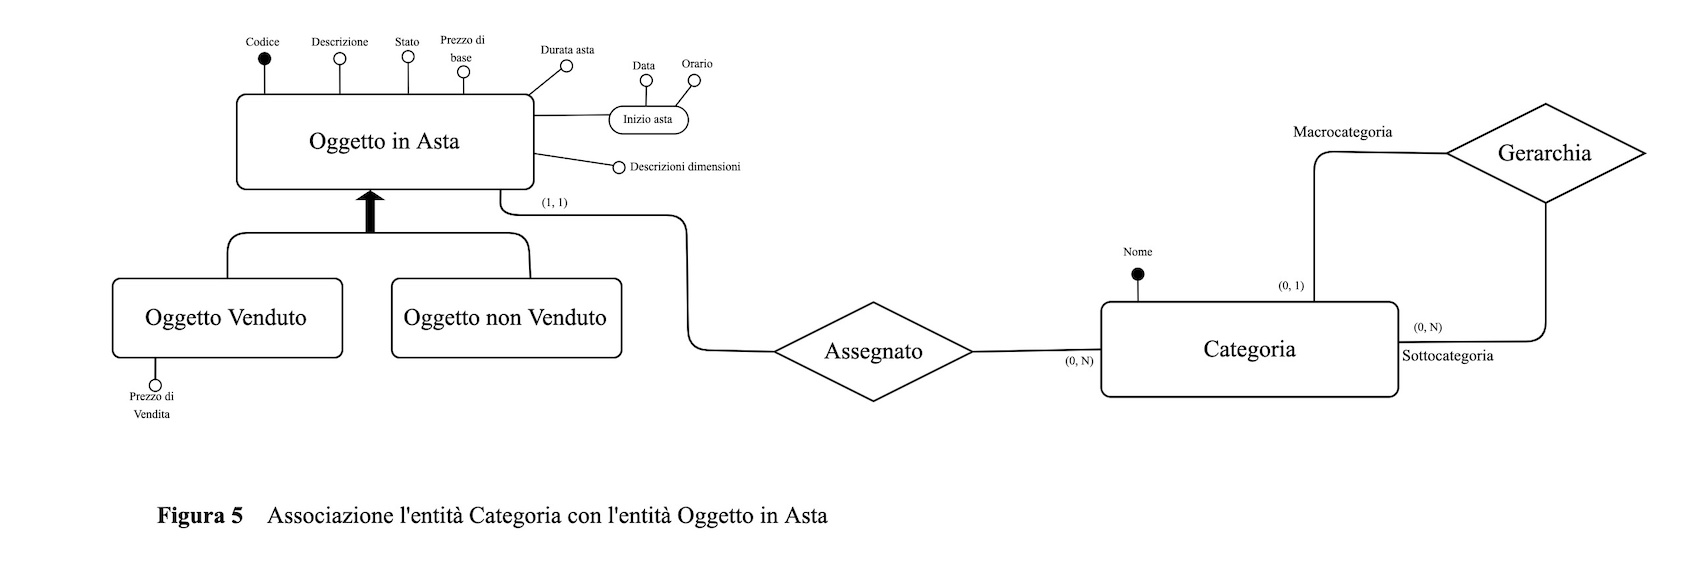 Codice
Descrizione
Stato
Prezzo di
base
Durata asta
Data
Orario
Inizio asta
Oggetto in Asta
Descrizioni dimensioni
(1, 1)
Oggetto Venduto
Oggetto non Venduto
Prezzo di
Vendita
Assegnato
(0, N)
Nome
Categoria
(0, 1)
Macrocategoria
Gerarchia
(0, N)
Sottocategoria
Figura 5 Associazione l'entità Categoria con l'entità Oggetto in Asta